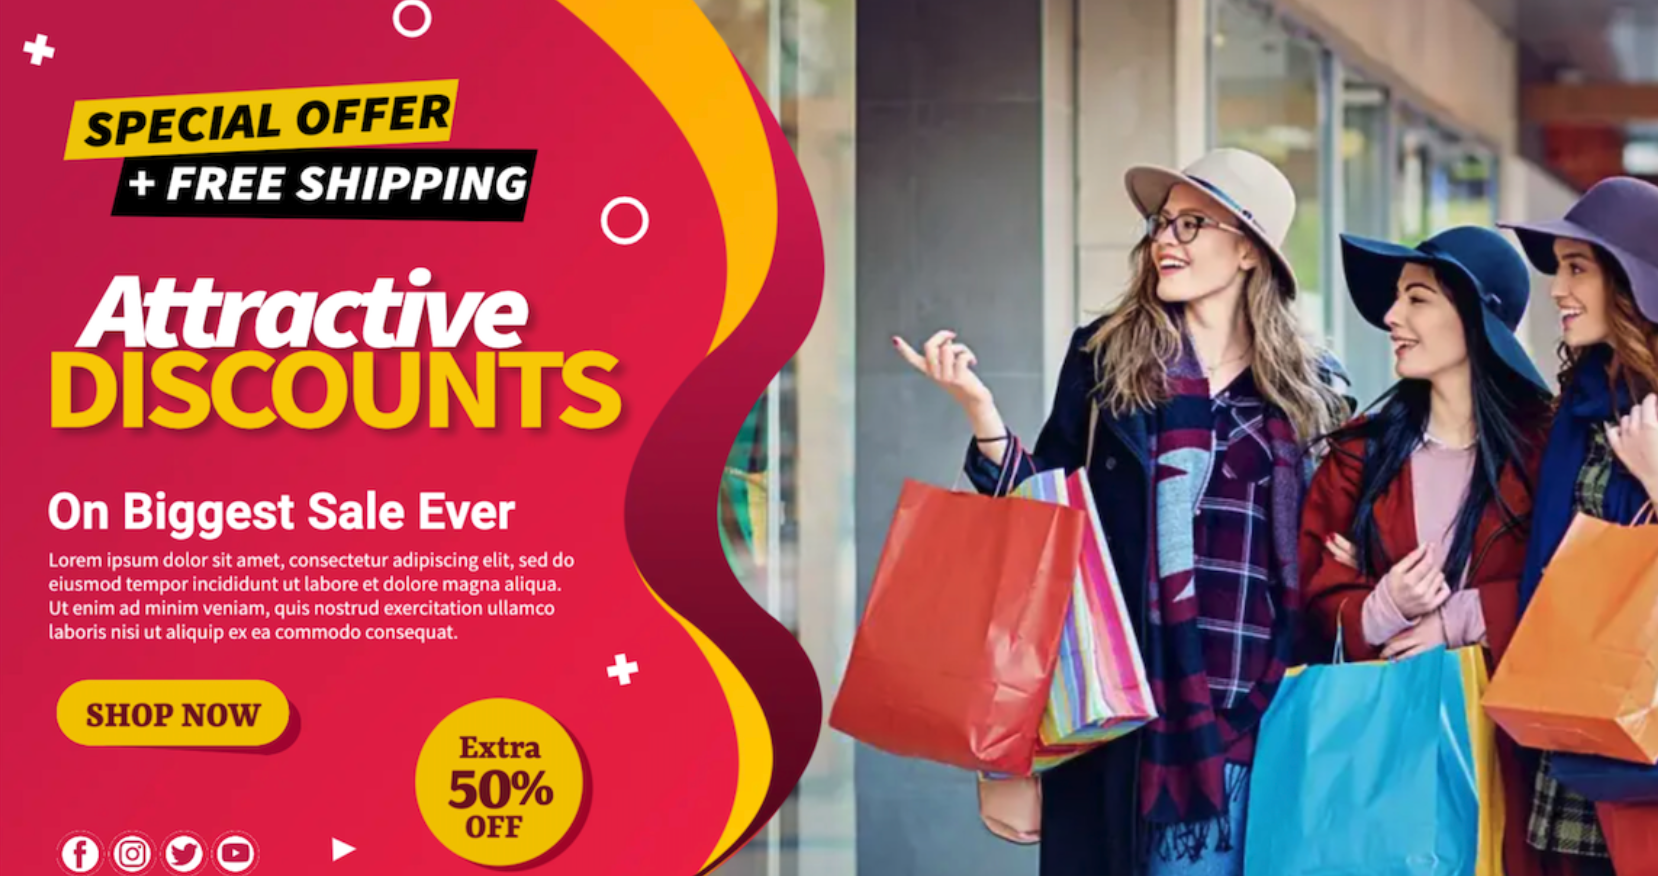 SPECIAL OFFER
+ FREE SHIPPING
Attractive
DISCOUNTS
On Biggest Sale Ever
Lorem ipsum dolor sit amet, consectetur adipiscing elit, sed do
eiusmod tempor incididunt ut labore et dolore magna aliqua.
Ut enim ad minim veniam, quis nostrud exercitation ullamco
laboris nisi ut aliquip ex ea commodo consequat.
SHOP NOW
Extra
50%
OFF